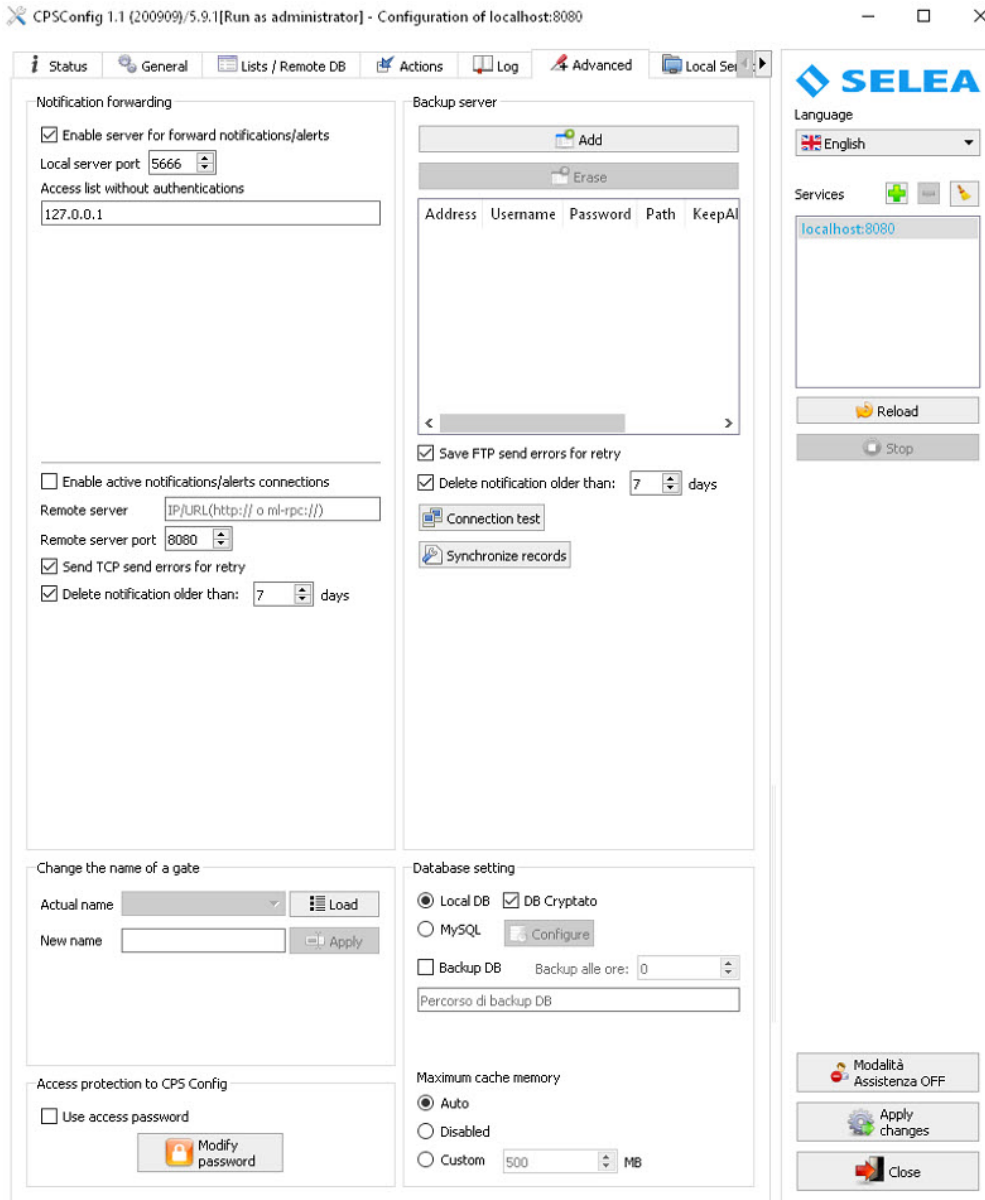 CPSConfig 1.1 (200909)/5.9.1[Run as administrator] - Configuration of localhost:8080
Status
General
Lists / Remote DB
Actions
Log
Advanced
Local Ser
Notification forwarding
Enable server for forward notifications/alerts
Local server port 5666
Access list without authentications
127.0.0.1
Enable active notifications/alerts connections
Remote server IP/URL(http:// o ml-rpc://)
Remote server port 8080
Send TCP send errors for retry
Delete notification older than: 7 days
Backup server
Add
Erase
Address Username Password Path KeepAl
Save FTP send errors for retry
Delete notification older than: 7 days
Connection test
Synchronize records
Change the name of a gate
Actual name Load
New name Apply
Access protection to CPS Config
Use access password
Modify
password
Database setting
Local DB DB Cryptato
MySQL Configure
Backup DB Backup alle ore: 0
Percorso di backup DB
Maximum cache memory
Auto
Disabled
Custom 500 MB
SELEA
Language
English
Services
localhost:8080
Reload
Stop
Modalità
Assistenza OFF
Apply
changes
Close